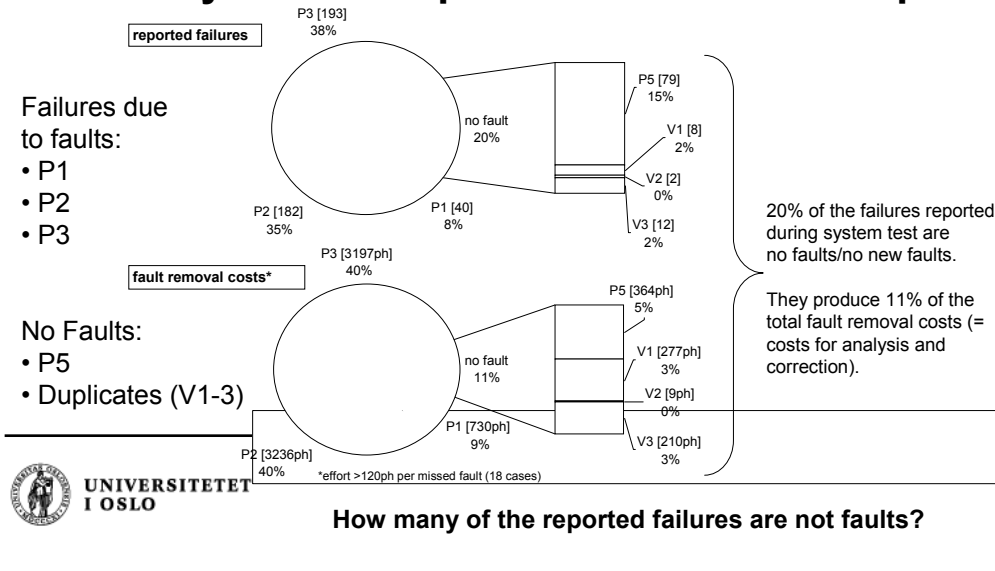 P3 [193]
38%
reported failures
P5 [79]
15%
Failures due
to faults:
• P1
• P2
• P3
no fault
20%
V1 [8]
2%
V2 [2]
0%
V3 [12]
2%
P2 [182]
35%
P1 [40]
8%
20% of the failures reported
during system test are
no faults/no new faults.
They produce 11% of the
total fault removal costs (=
costs for analysis and
correction).
P3 [3197ph]
40%
fault removal costs*
P5 [364ph]
5%
No Faults:
• P5
• Duplicates (V1-3)
no fault
11%
V1 [277ph]
3%
V2 [9ph]
0%
V3 [210ph]
3%
P1 [730ph]
9%
P2 [3236ph]
40%
*effort >120ph per missed fault (18 cases)
UNIVERSITETET
I OSLO
How many of the reported failures are not faults?